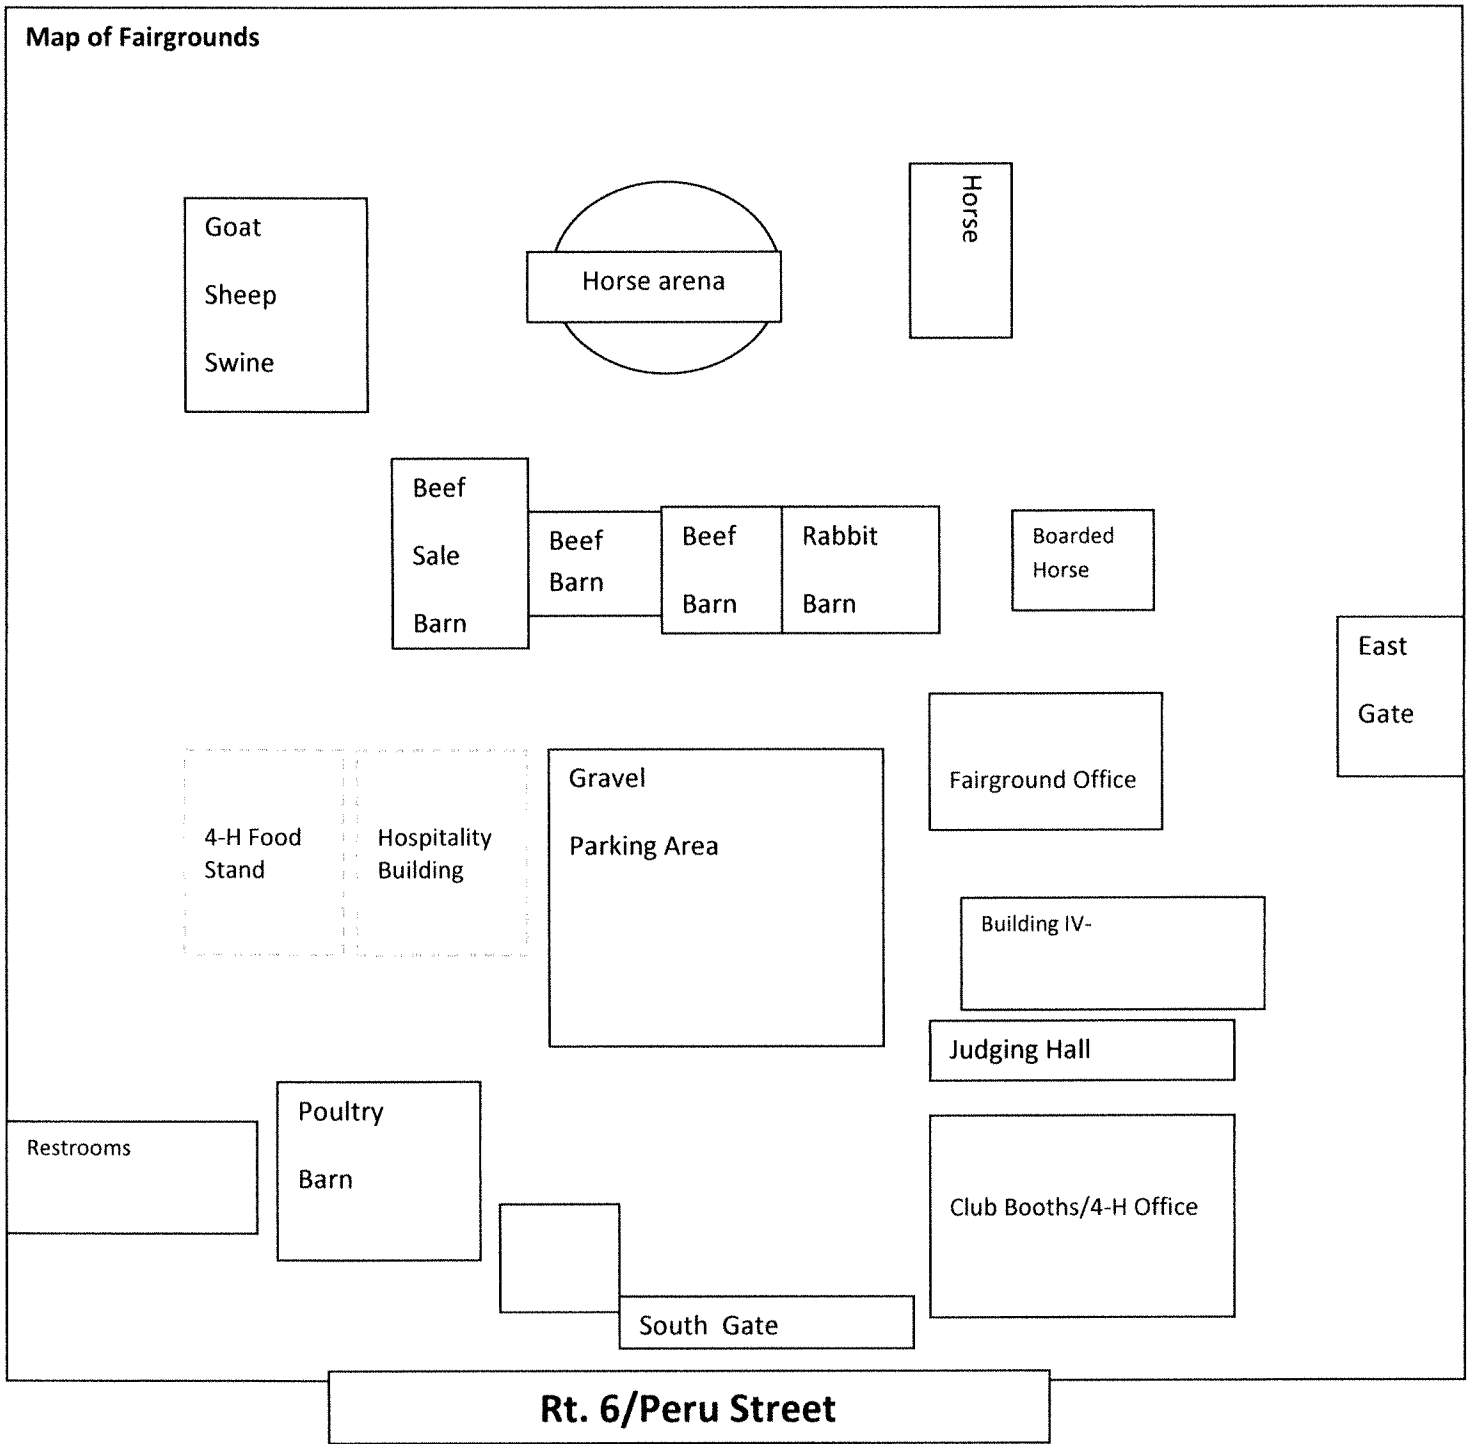 Map of Fairgrounds
Goat
Sheep
Swine
Horse arena
Horse
Beef
Sale
Barn
Beef
Barn
Beef
Barn
Rabbit
Barn
Boarded
Horse
East
Gate
4-H Food
Stand
Hospitality
Building
Gravel
Parking Area
Fairground Office
Building IV-
Judging Hall
Restrooms
Poultry
Barn
Club Booths/4-H Office
South Gate
Rt. 6/Peru Street